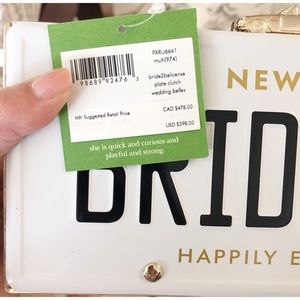 PXRU6641
multi(974)
98689 92476 2
bride2belicense
plate clutch
wedding belles
Mfr Suggested Retail Price
CAD $478.00
USD $398.00
she is quick and curious and
playful and strong.
NEW
BRID
HAPPILY E